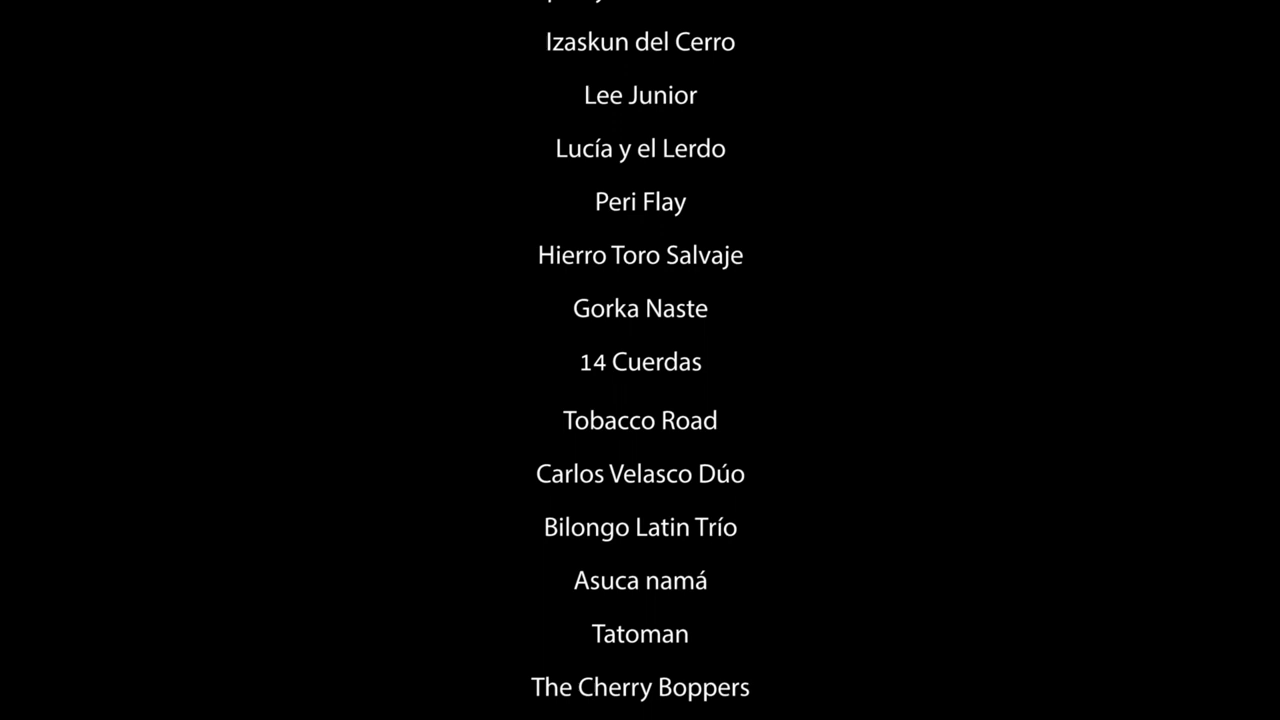 Izaskun del Cerro
Lee Junior
Lucía y el Lerdo
Peri Flay
Hierro Toro Salvaje
Gorka Naste
14 Cuerdas
Tobacco Road
Carlos Velasco Dúo
Bilongo Latin Trío
Asuca namá
Tatoman
The Cherry Boppers